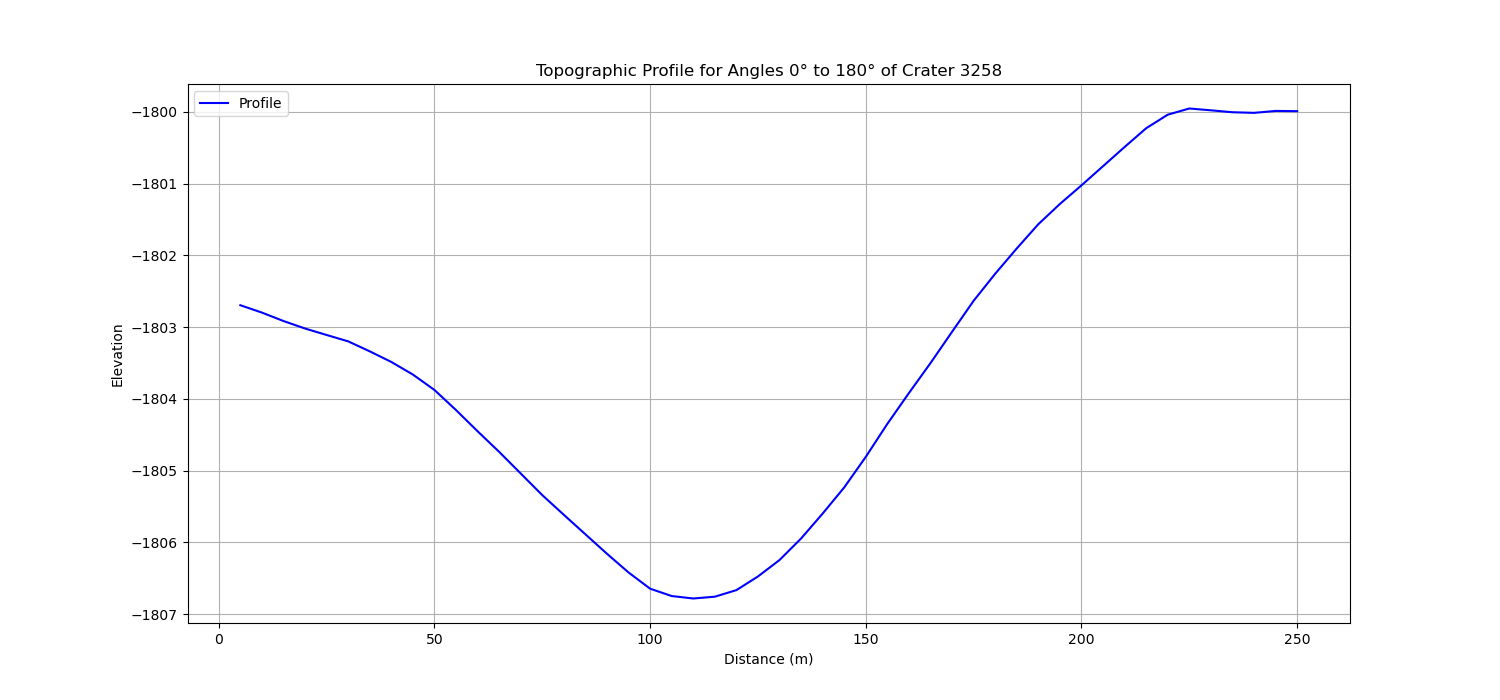 Topographic Profile for Angles 0° to 180° of Crater 3258
Profile
−1800
−1801
−1802
−1803
−1804
−1805
−1806
−1807
Elevation
0 50 100 150 200 250
Distance (m)